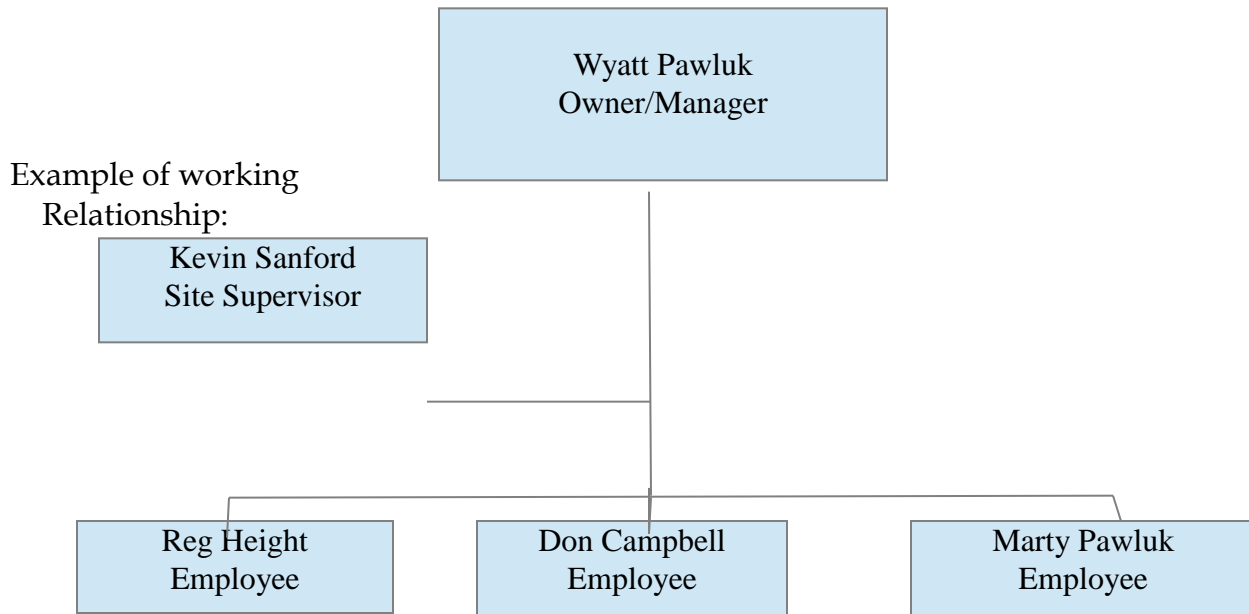 Wyatt Pawluk
Owner/Manager
Example of working
Relationship:
Kevin Sanford
Site Supervisor
Reg Height
Employee
Don Campbell
Employee
Marty Pawluk
Employee